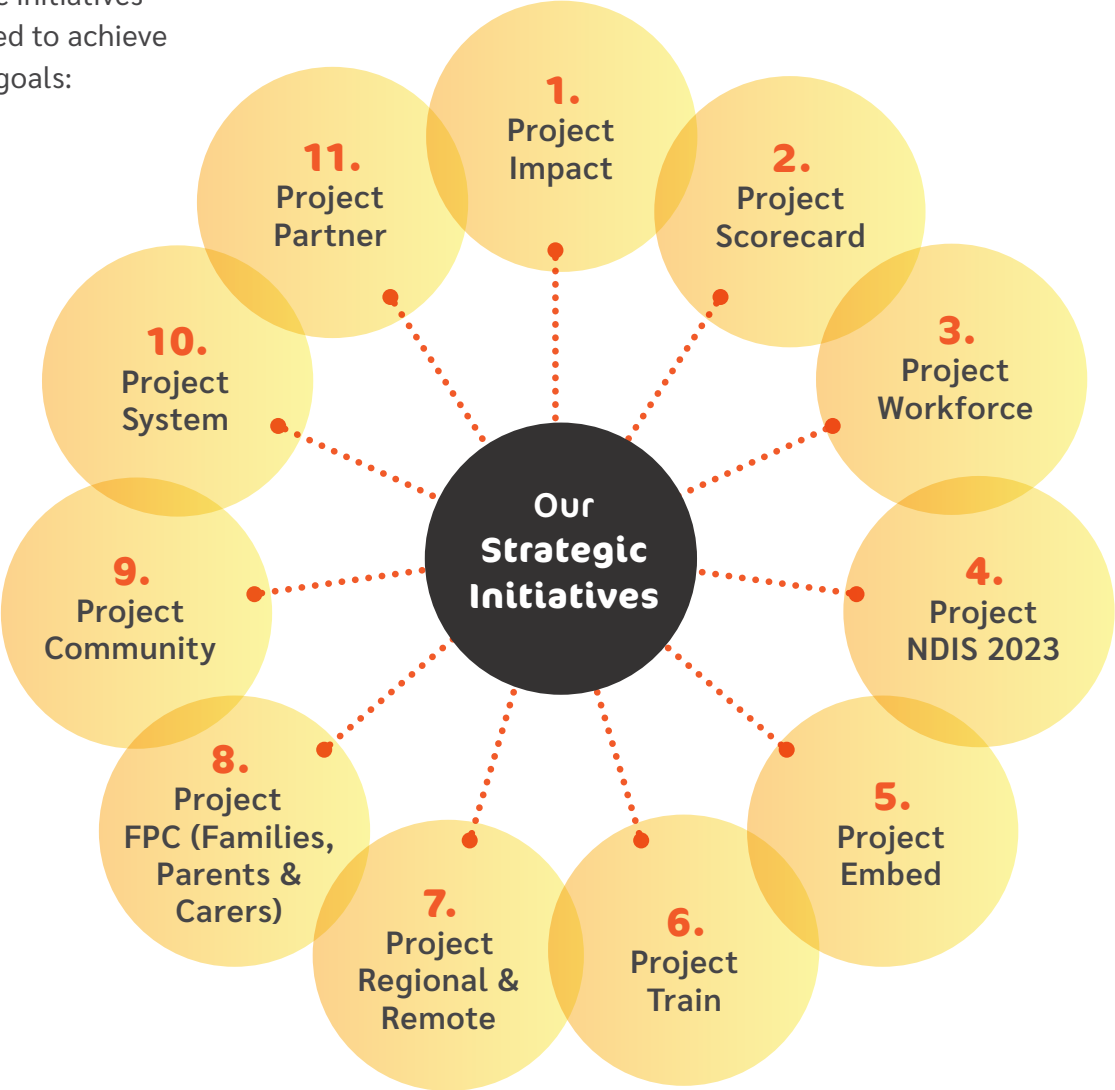 initiatives
ed to achieve
goals:
1.
Project
Impact
2.
Project
Scorecard
3.
Project
Workforce
4.
Project
NDIS 2023
5.
Project
Embed
6.
Project
Train
7.
Project
Regional &
Remote
8.
Project
FPC (Families,
Parents &
Carers)
9.
Project
Community
10.
Project
System
11.
Project
Partner
Our
Strategic
Initiatives